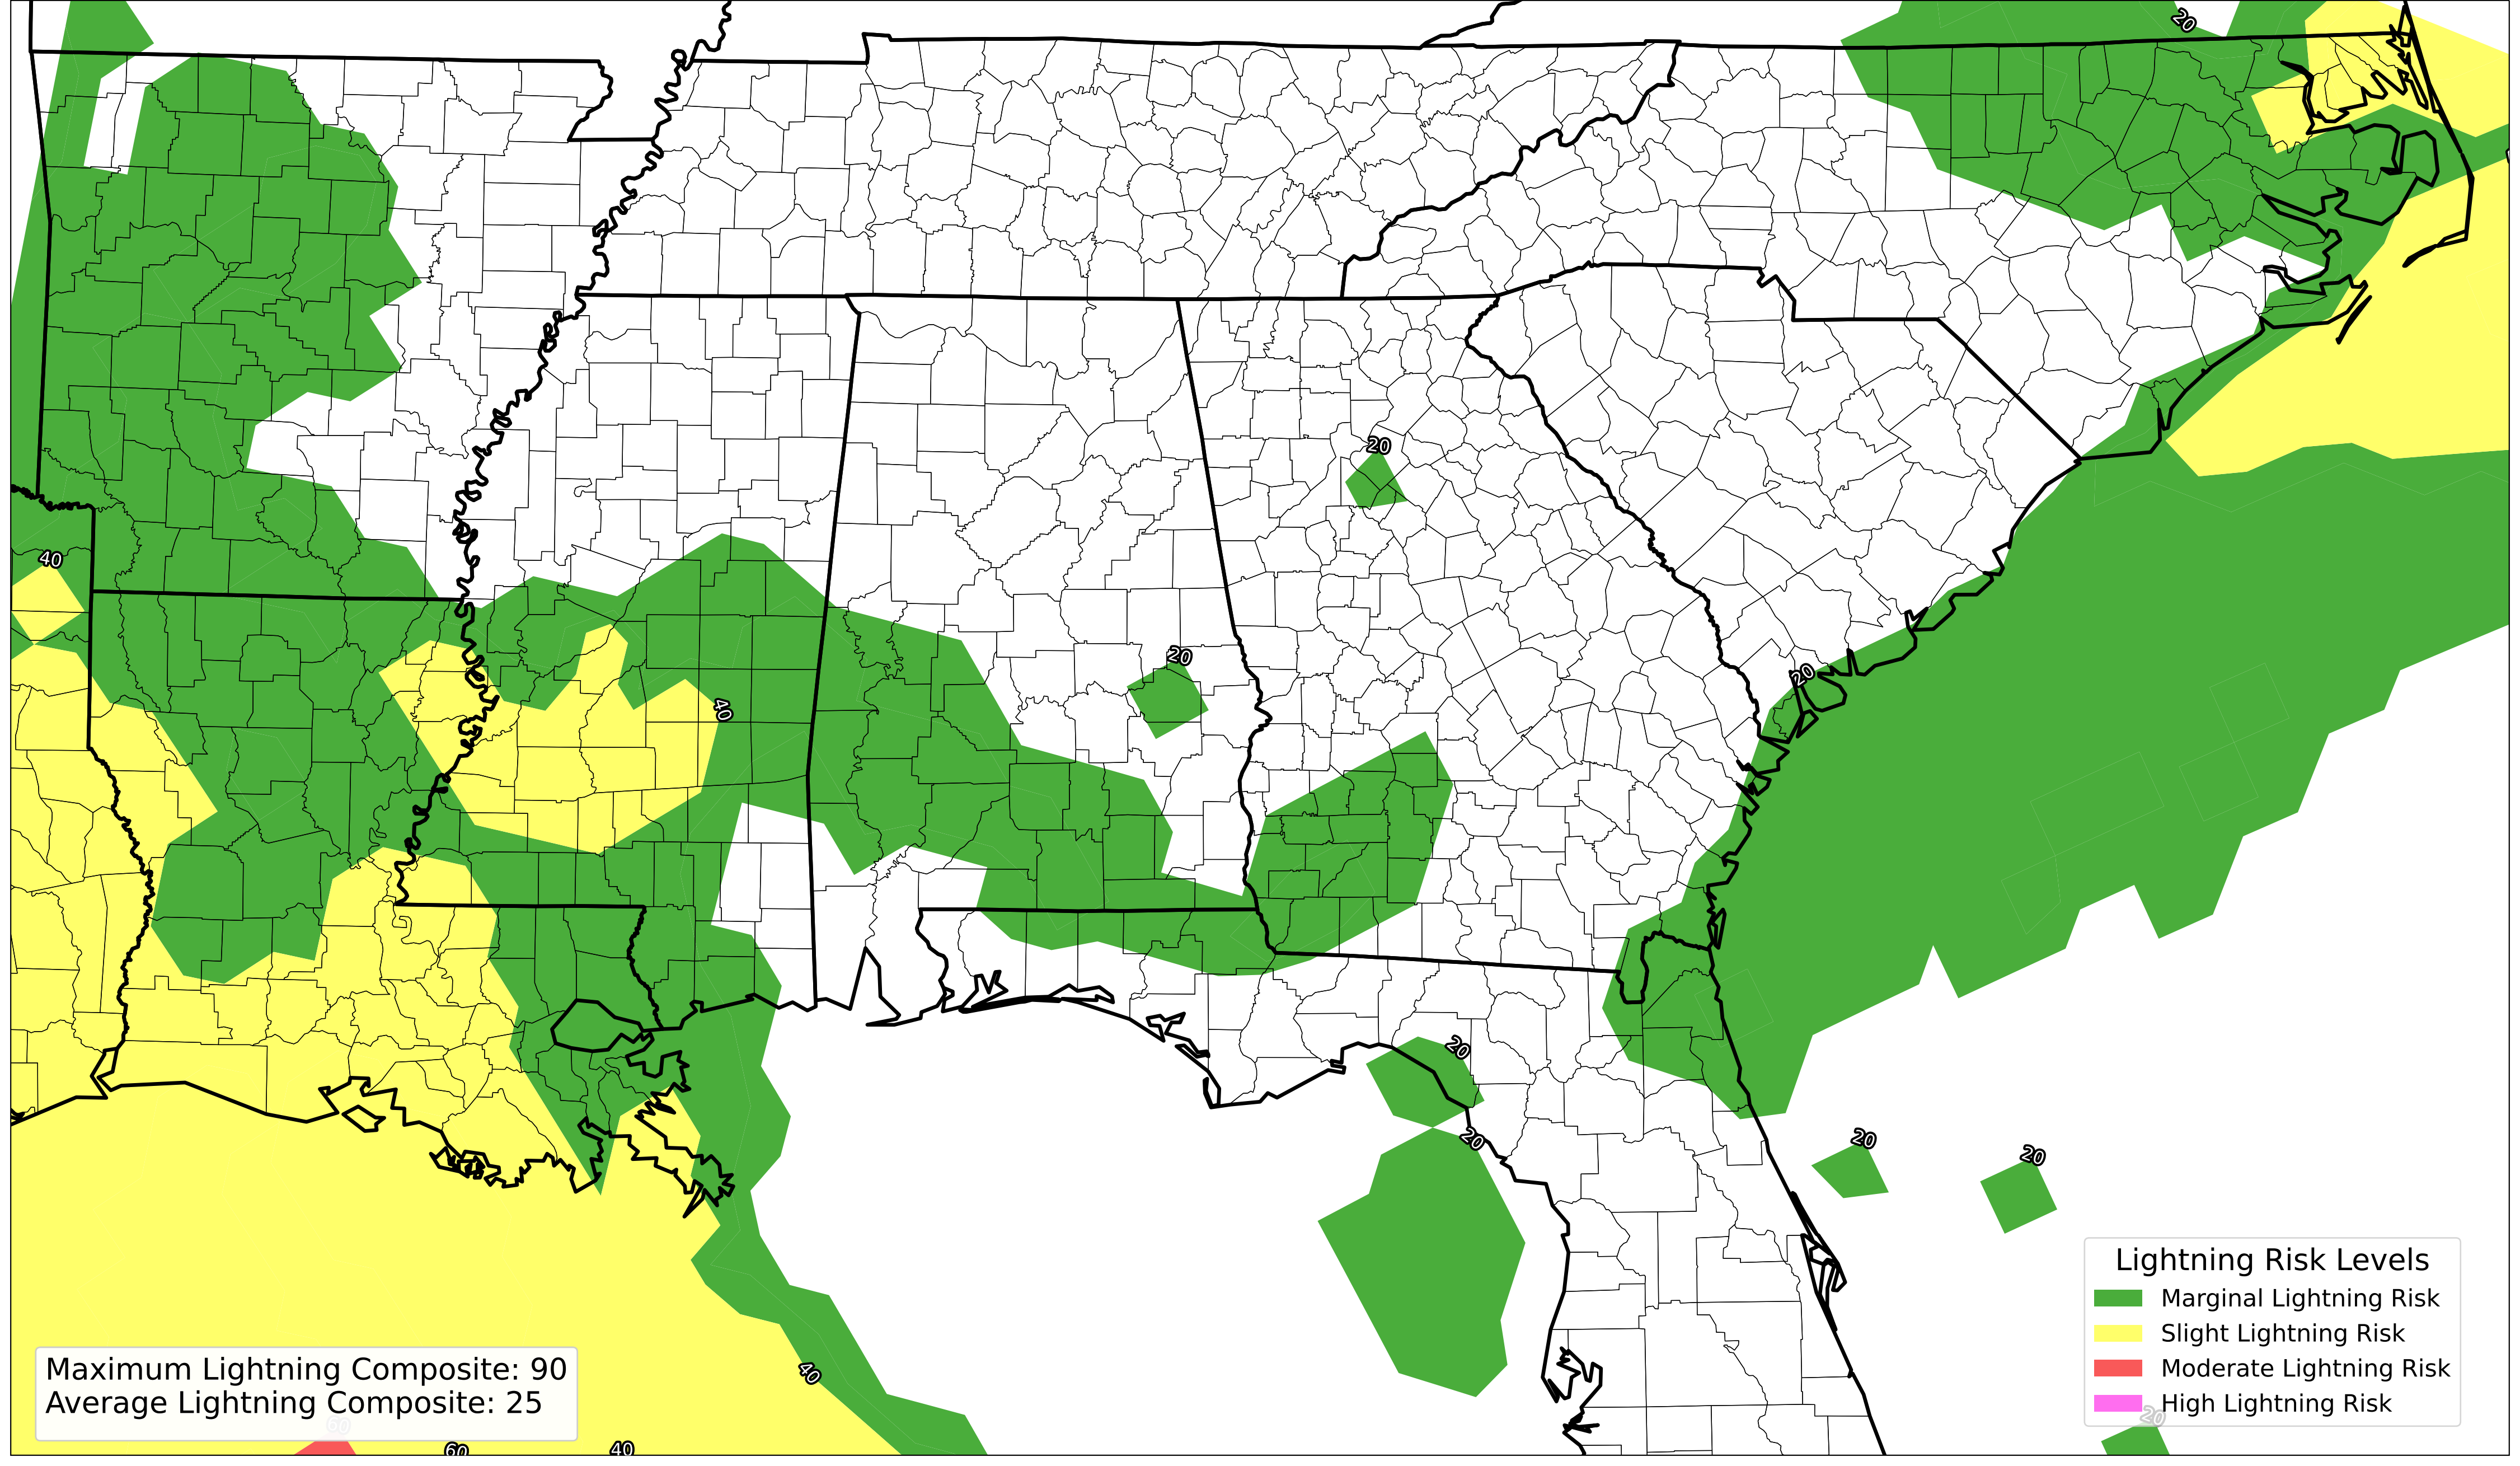 20
20
40
20
20
40
20
20
20
20
40
Lightning Risk Levels
Marginal Lightning Risk
Slight Lightning Risk
Moderate Lightning Risk
High Lightning Risk
Maximum Lightning Composite: 90
Average Lightning Composite: 25
60
20
60
40